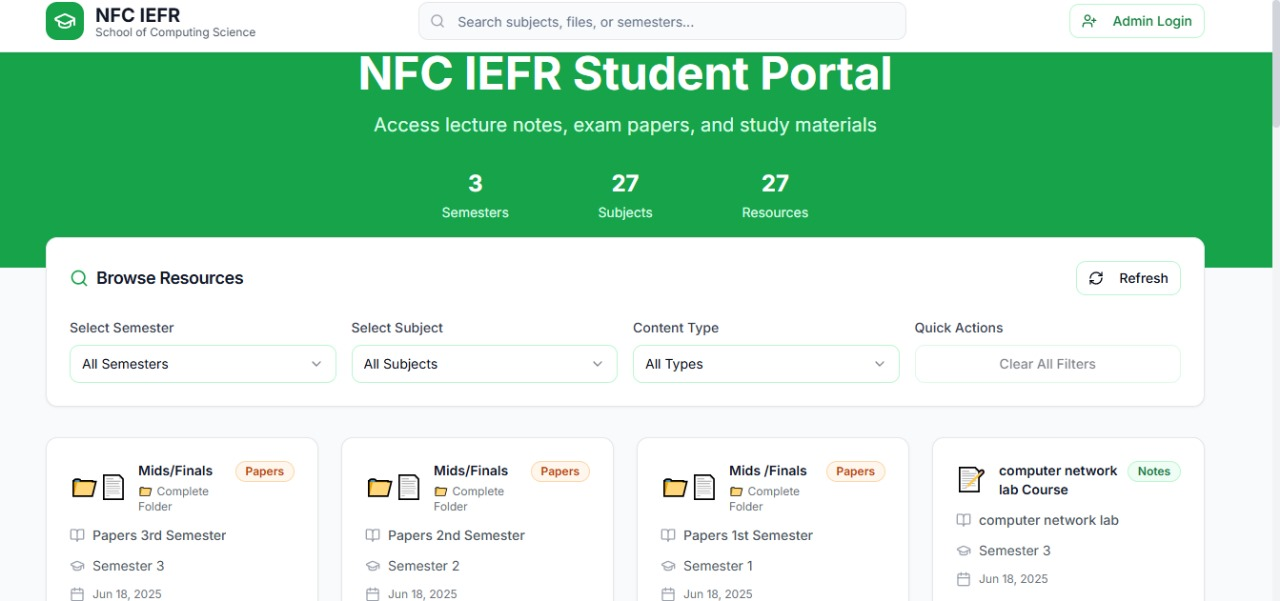 NFC IEFR
School of Computing Science
Search subjects, files, or semesters...
Admin Login
NFC IEFR Student Portal
Access lecture notes, exam papers, and study materials
3
Semesters
27
Subjects
27
Resources
Browse Resources
Refresh
Select Semester
All Semesters
Select Subject
All Subjects
Content Type
All Types
Quick Actions
Clear All Filters
Mids/Finals
Papers
Complete
Folder
Papers 3rd Semester
Semester 3
Jun 18, 2025
Mids/Finals
Papers
Complete
Folder
Papers 2nd Semester
Semester 2
Jun 18, 2025
Mids /Finals
Papers
Complete
Folder
Papers 1st Semester
Semester 1
Jun 18, 2025
computer network
lab Course
Notes
computer network lab
Semester 3
Jun 18, 2025